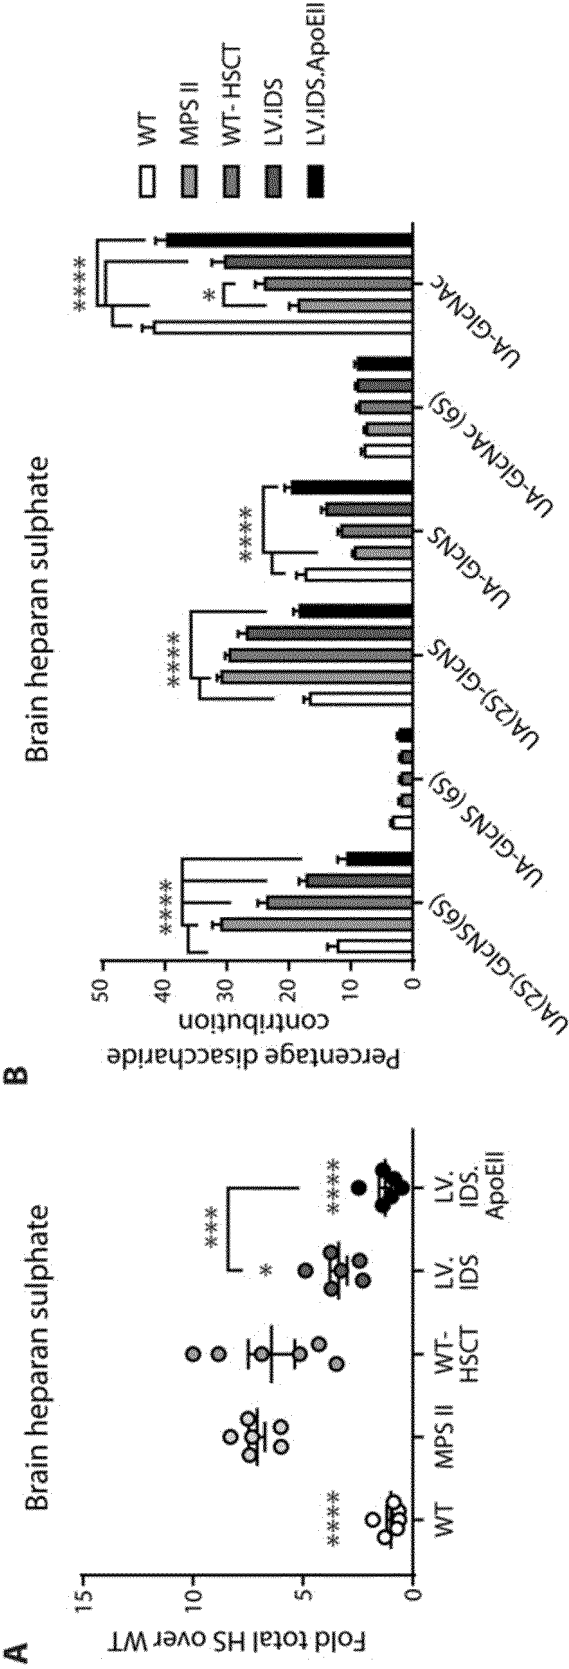 A
Brain heparan sulphate
Fold total HS over WT
15
10
5
0
****
*
***
****
WT
MPS II
WT-
HSCT
LV.
IDS
LV.
IDS.
ApoEII
B
Brain heparan sulphate
Percentage disaccharide
contribution
50
40
30
20
10
0
****
****
****
*
****
UA(2S)-GlcNS(6S)
UA-GlcNS (6S)
UA(2S)-GlcNS
UA-GlcNS
UA-GlcNAc (6S)
UA-GlcNAc
WT
MPS II
WT- HSCT
LV.IDS
LV.IDS.ApoEII